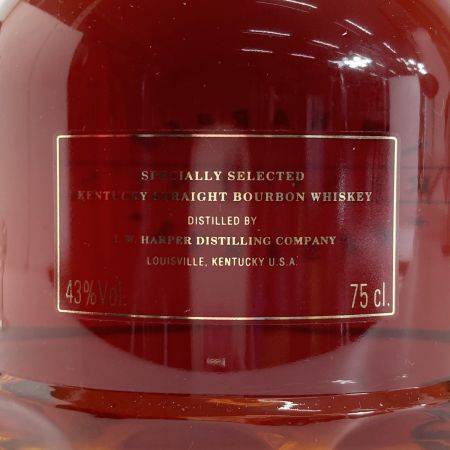 SPECIALLY SELECTED
KENTUCKY STRAIGHT BOURBON WHISKEY
DISTILLED BY
I. W. HARPER DISTILLING COMPANY
LOUISVILLE, KENTUCKY U.S.A.
43%Vol. 75 cl.